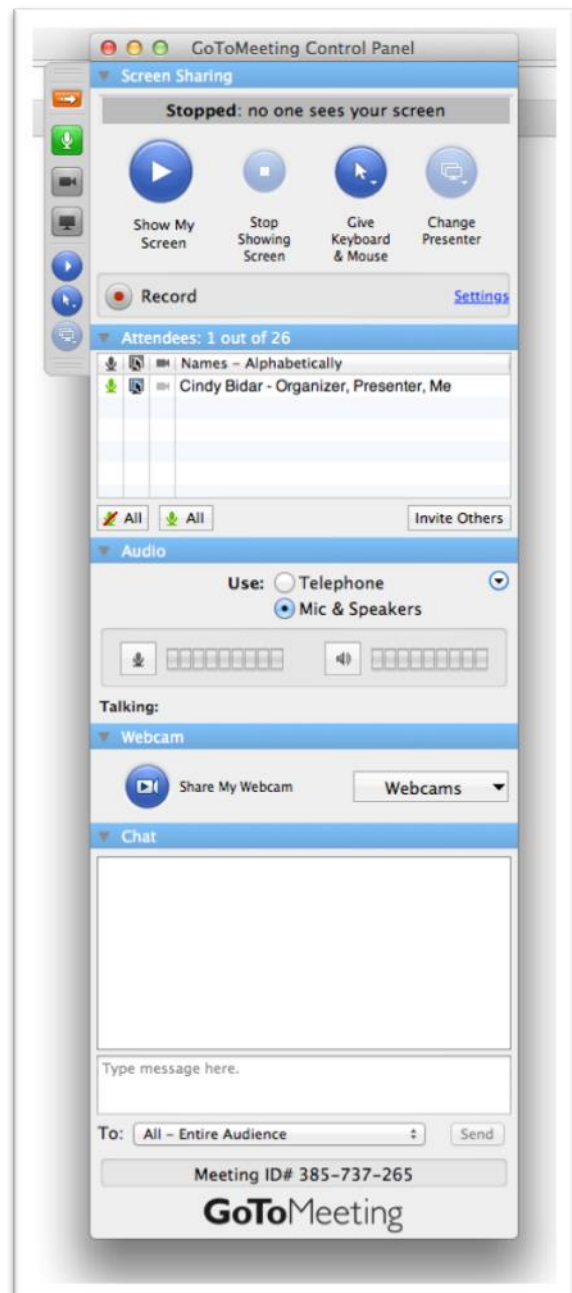 GoToMeeting Control Panel
Screen Sharing
Stopped: no one sees your screen
Show My
Screen
Stop
Showing
Screen
Give
Keyboard
& Mouse
Change
Presenter
Record
Settings
Attendees: 1 out of 26
Names – Alphabetically
Cindy Bidar - Organizer, Presenter, Me
All
All
Invite Others
Audio
Use: Telephone
Mic & Speakers
Talking:
Webcam
Share My Webcam
Webcams
Chat
Type message here.
To: All – Entire Audience
Send
Meeting ID# 385-737-265
GoToMeeting